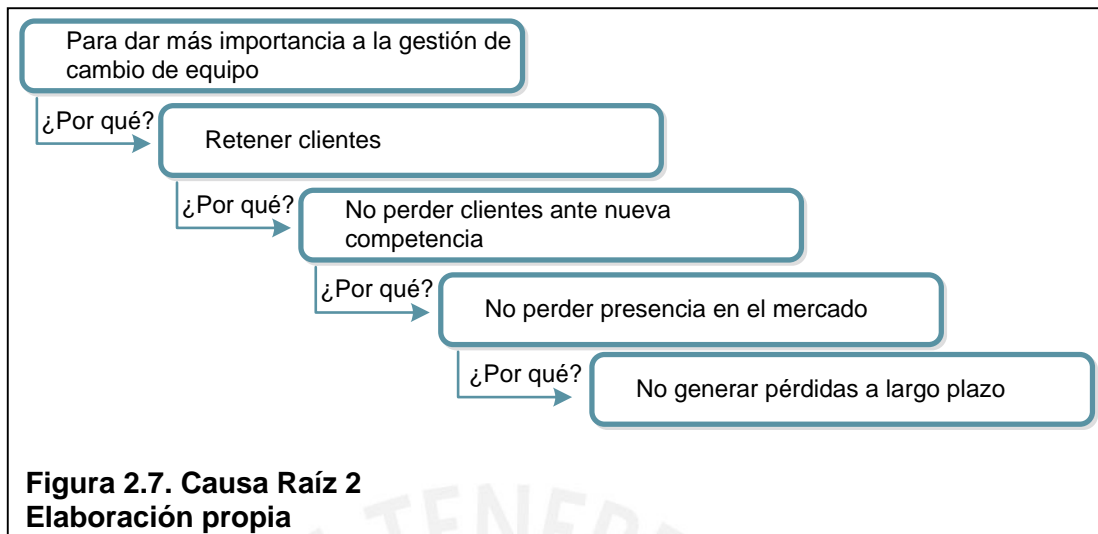 Para dar más importancia a la gestión de
cambio de equipo
¿Por qué?
Retener clientes
¿Por qué?
No perder clientes ante nueva
competencia
¿Por qué?
No perder presencia en el mercado
¿Por qué?
No generar pérdidas a largo plazo
Figura 2.7. Causa Raíz 2
Elaboración propia